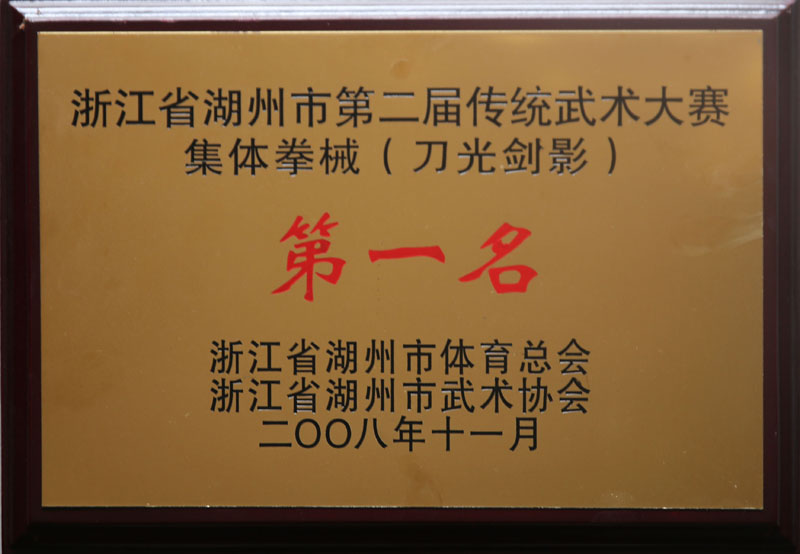 浙江省湖州市第二届传统武术大赛
集体拳械（刀光剑影）
第一名
浙江省湖州市体育总会
浙江省湖州市武术协会
二OO八年十一月